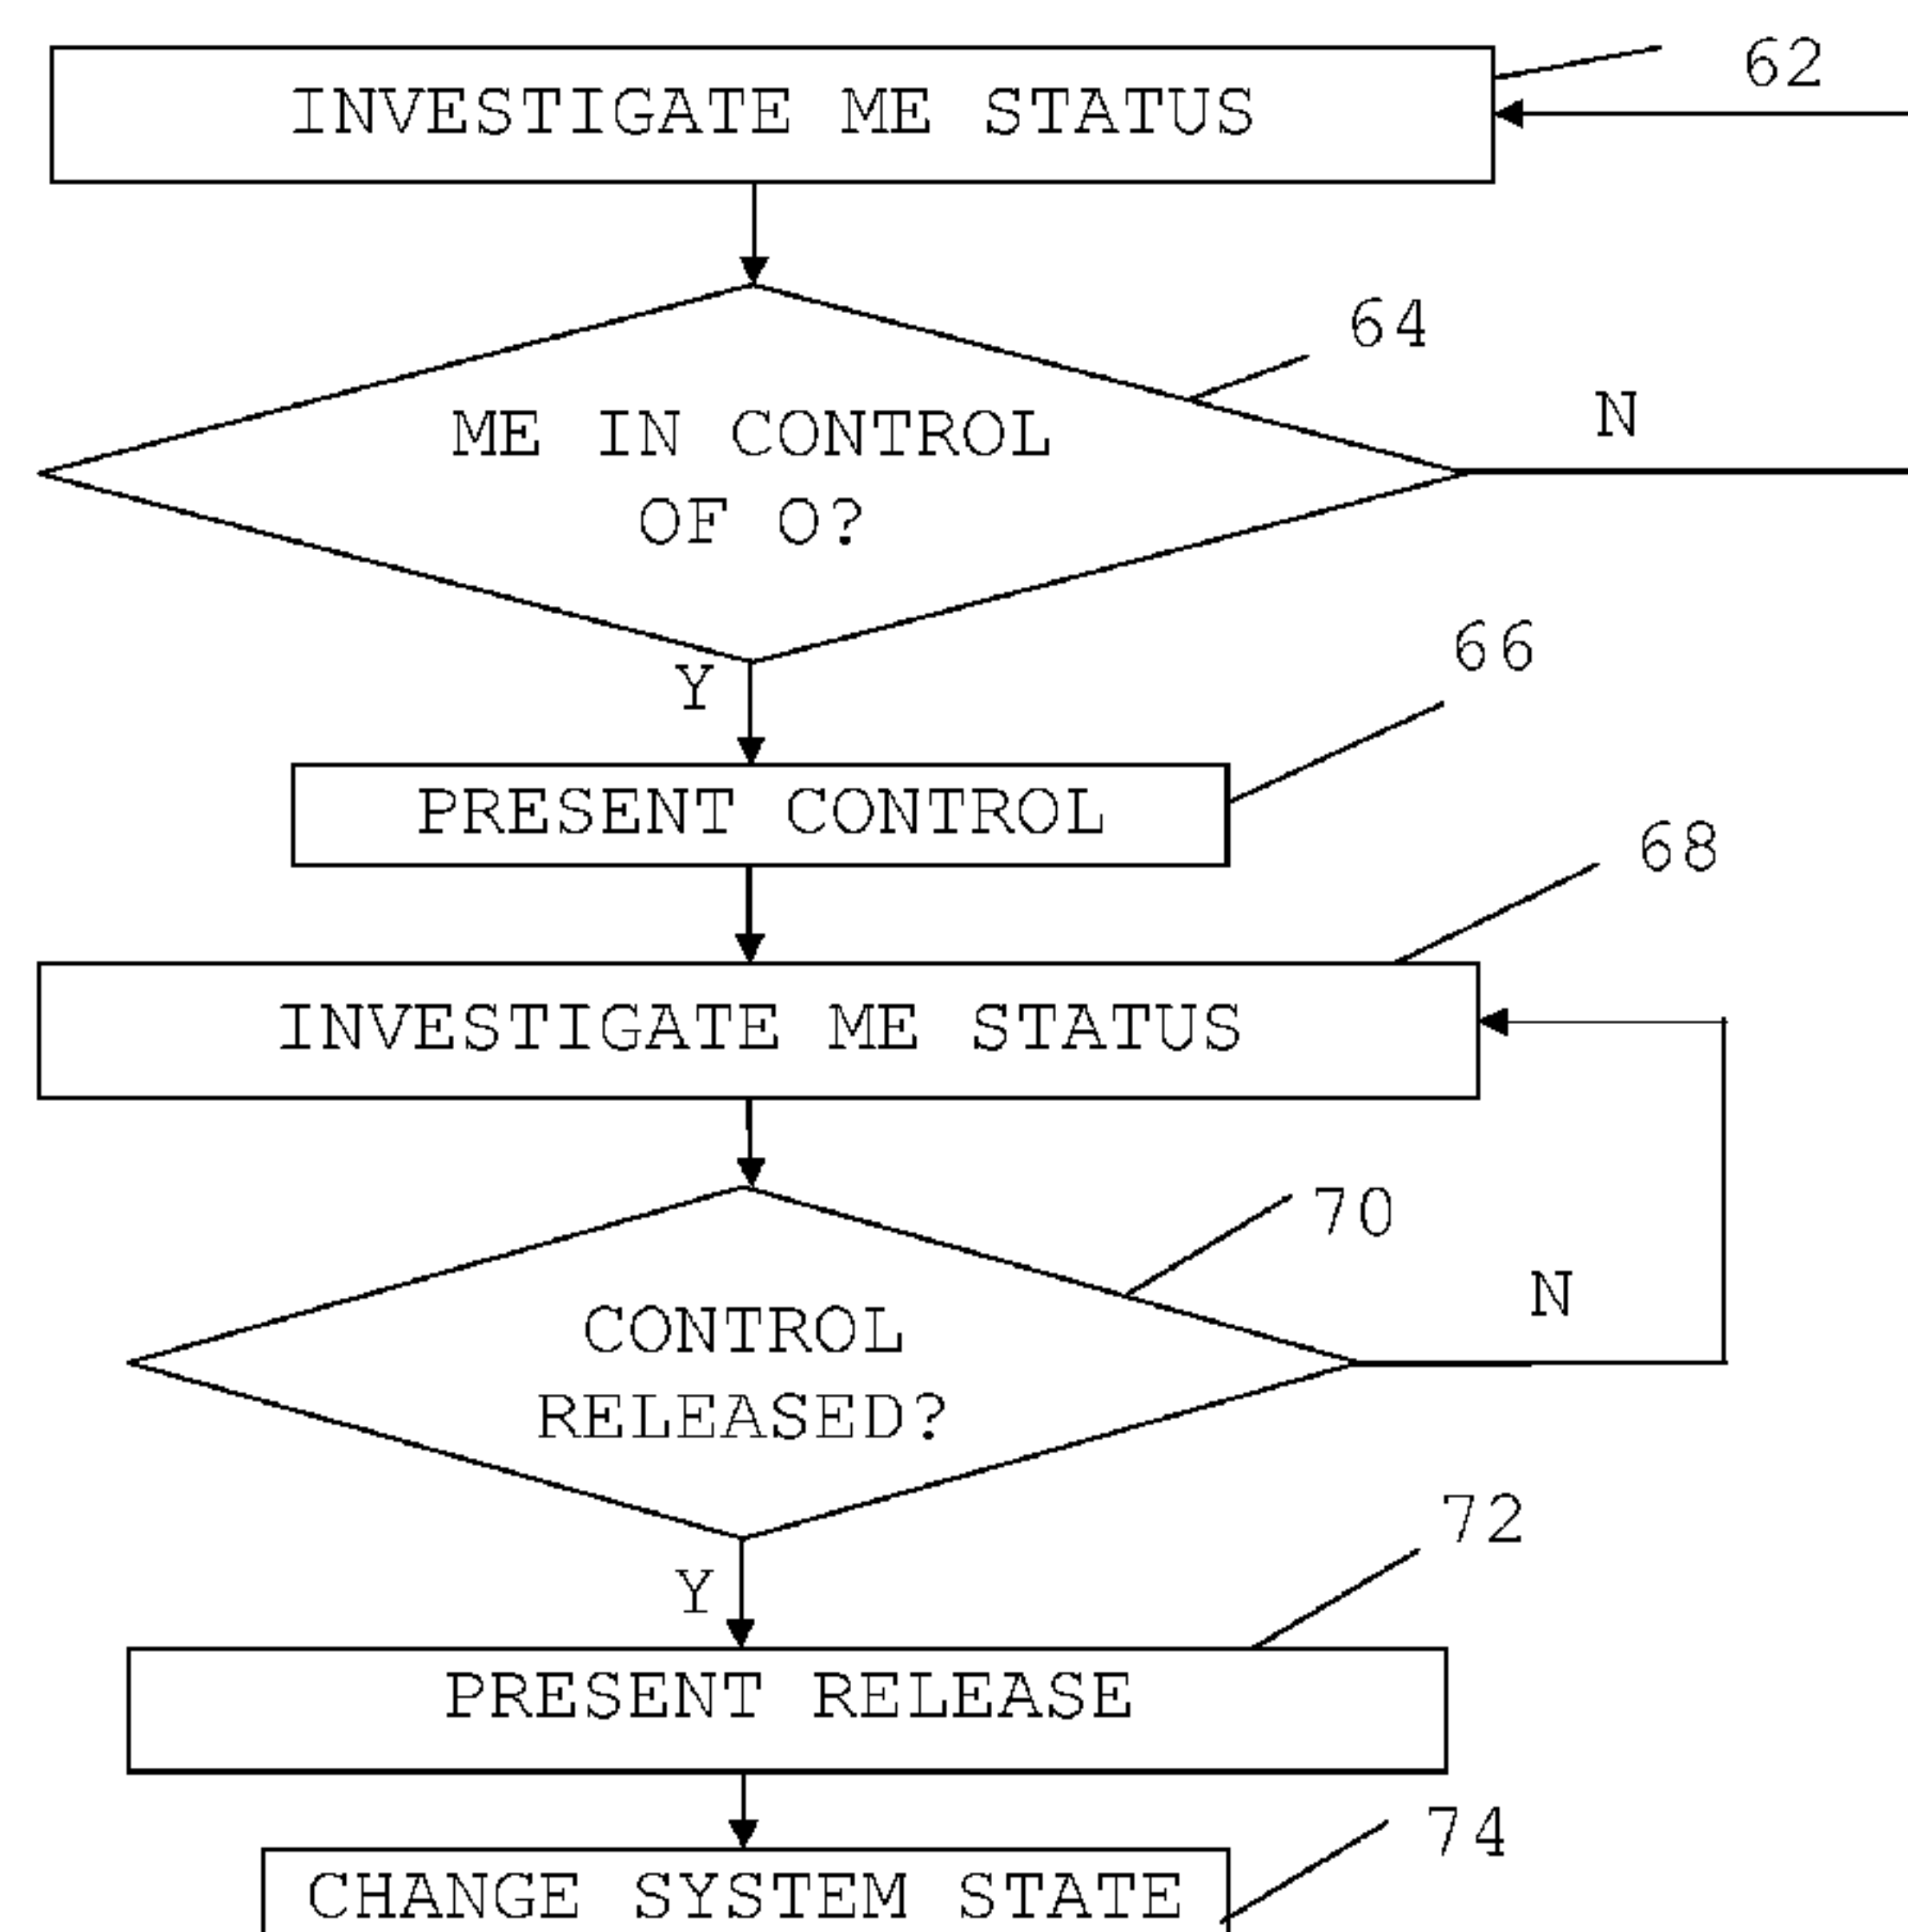 62
INVESTIGATE ME STATUS
64
ME IN CONTROL
OF O?
N
Y
66
PRESENT CONTROL
68
INVESTIGATE ME STATUS
70
CONTROL
RELEASED?
N
Y
72
PRESENT RELEASE
74
CHANGE SYSTEM STATE